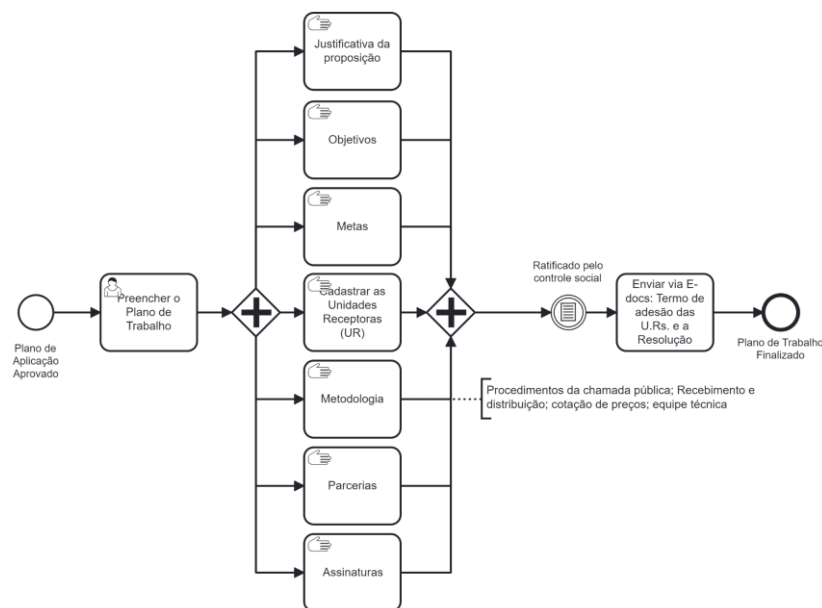 Justificativa da
proposição
Objetivos
Metas
Plano de
Aplicação
Aprovado
Preencher o
Plano de
Trabalho
Cadastrar as
Unidades
Receptoras
(UR)
Ratificado pelo
controle social
Enviar via E-
docs: Termo de
adesão das
U.Rs. e a
Resolução
Plano de Trabalho
Finalizado
Metodologia
Procedimentos da chamada pública; Recebimento e
distribuição; cotação de preços; equipe técnica
Parcerias
Assinaturas